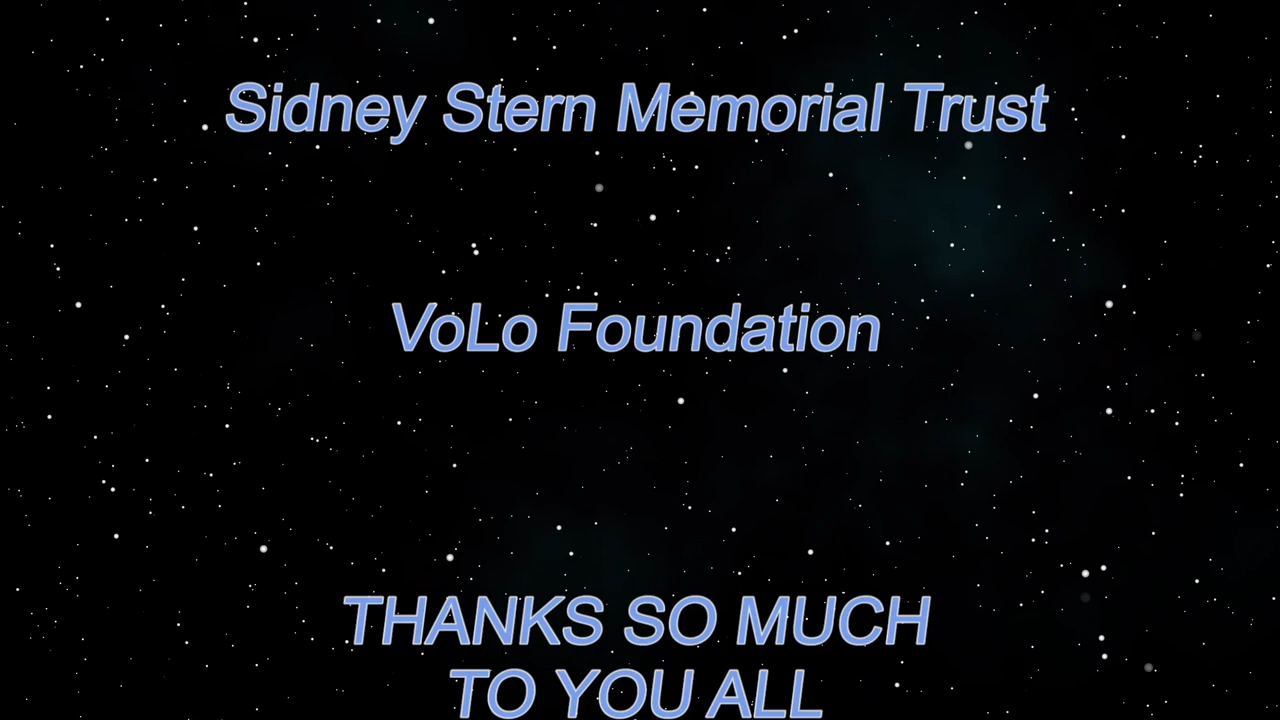 Sidney Stern Memorial Trust
VoLo Foundation
THANKS SO MUCH
TO YOU ALL